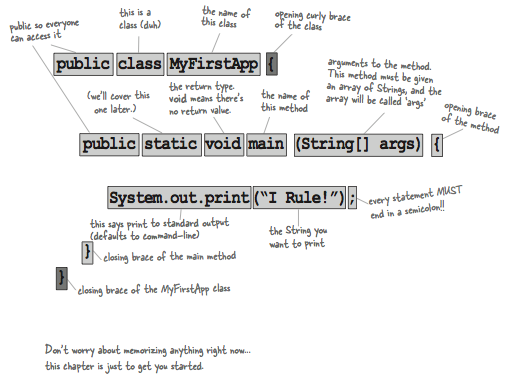 public so everyone
can access it
this is a
class (duh)
the name of
this class
opening curly brace
of the class
public class MyFirstApp {
(we'll cover this
one later.)
the return type.
void means there's
no return value.
the name of
this method
arguments to the method.
This method must be given
an array of Strings, and the
array will be called 'args'
opening brace
of the method
public static void main (String[] args) {
System.out.print(“I Rule!”);
this says print to standard output
(defaults to command-line)
the String you
want to print
every statement MUST
end in a semicolon!!
}
closing brace of the main method
}
closing brace of the MyFirstApp class
Don't worry about memorizing anything right now...
this chapter is just to get you started.